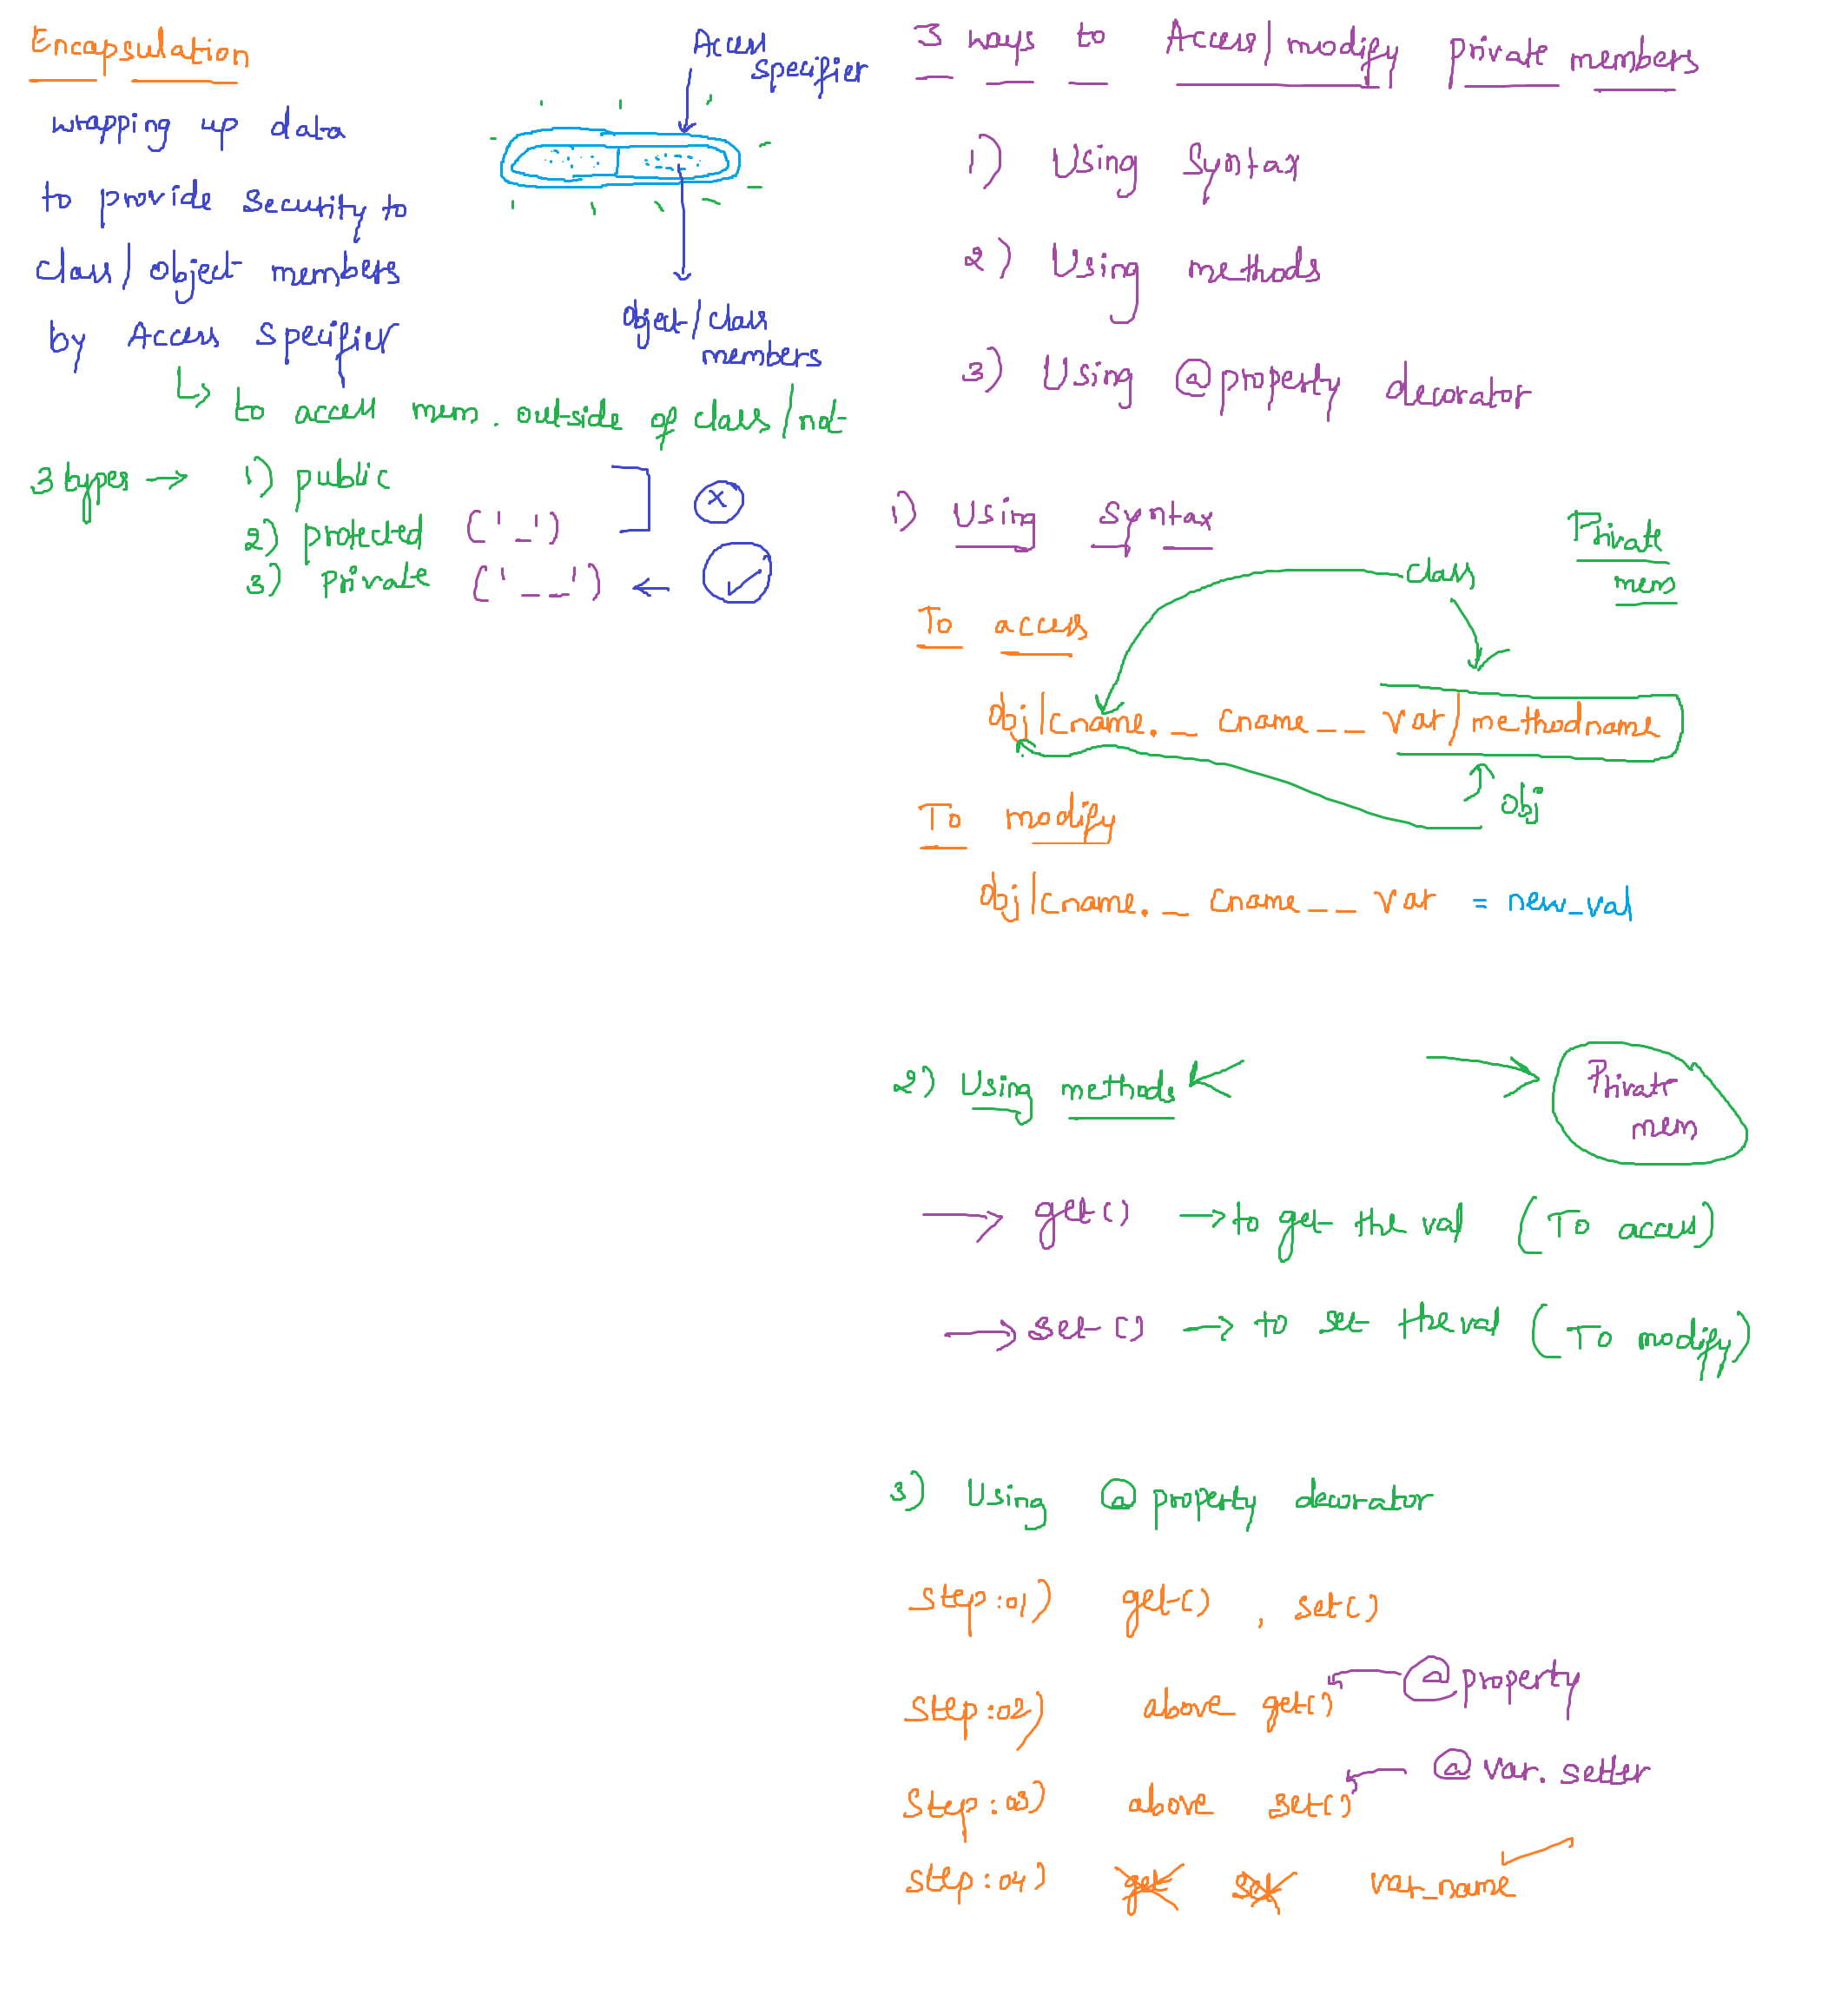 Encapsulation
wrapping up data
to provide security to
class/object members
by Access Specifier
↳ to access mem. outside of class/not
3 types → 1) public
2) protected ('_')
3) private ('__') ←
x
✓
Access
specifier
object/class
members
3 ways to Access/modify private members
1) Using Syntax
2) Using methods
3) Using @property decorator
1) Using Syntax
Private
mem
class
To access
obj/cname._ cname__ var/methodname
obj
To modify
obj/cname._ cname__ var = new_val
2) Using methods
Private
mem
→ get() → to get the val (To access)
→ set() → to set the val (To modify)
3) Using @property decorator
Step:01) get() , set()
Step:02) above get() ← @property
Step:03) above set() ← @var.setter
Step:04) get set var_name ✓